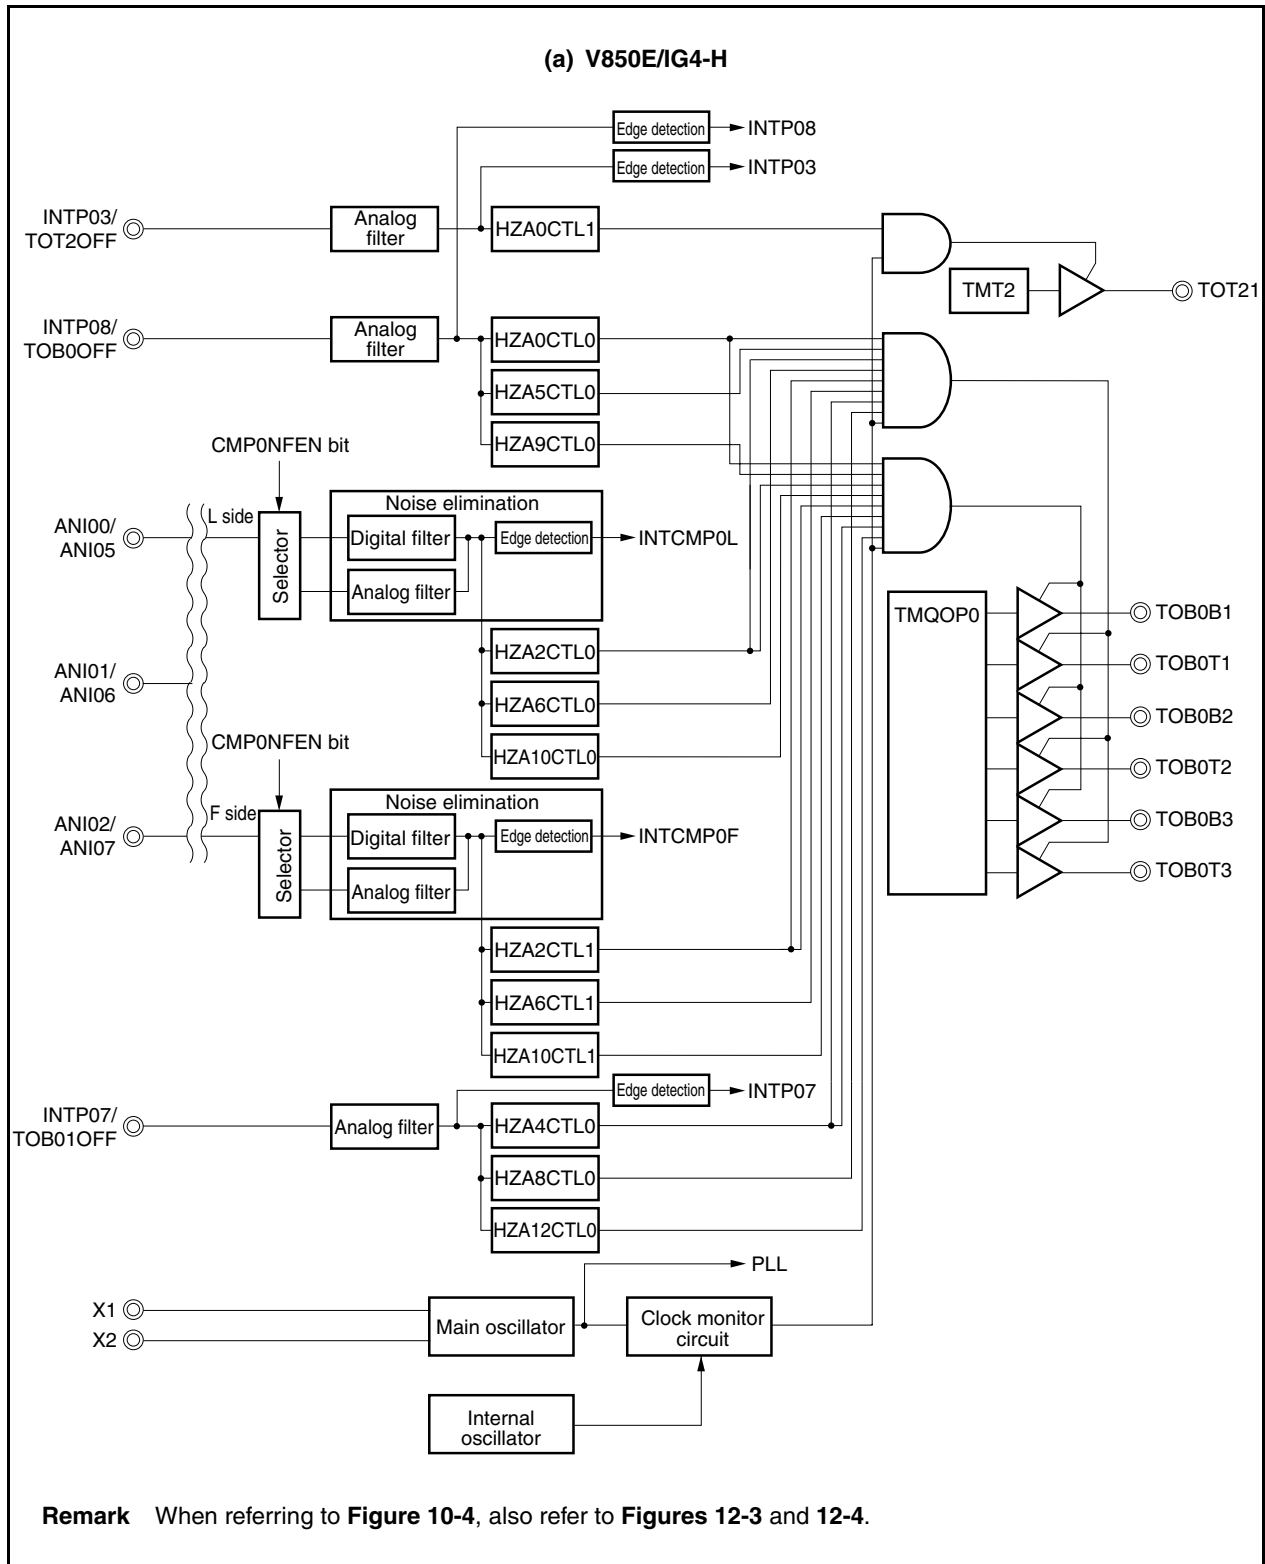 (a) V850E/IG4-H
Edge detection
INTP08
Edge detection
INTP03
INTP03/
TOT2OFF
Analog
filter
HZA0CTL1
TMT2
TOT21
INTP08/
TOB0OFF
Analog
filter
HZA0CTL0
HZA5CTL0
HZA9CTL0
CMP0NFEN bit
L side
ANI00/
ANI05
Selector
Noise elimination
Digital filter
Edge detection
INTCMP0L
Analog filter
HZA2CTL0
ANI01/
ANI06
HZA6CTL0
HZA10CTL0
TMQOP0
TOB0B1
TOB0T1
TOB0B2
TOB0T2
TOB0B3
TOB0T3
CMP0NFEN bit
F side
ANI02/
ANI07
Selector
Noise elimination
Digital filter
Edge detection
INTCMP0F
Analog filter
HZA2CTL1
HZA6CTL1
HZA10CTL1
Edge detection
INTP07
INTP07/
TOB01OFF
Analog filter
HZA4CTL0
HZA8CTL0
HZA12CTL0
PLL
X1
X2
Main oscillator
Clock monitor
circuit
Internal
oscillator
Remark When referring to Figure 10-4, also refer to Figures 12-3 and 12-4.